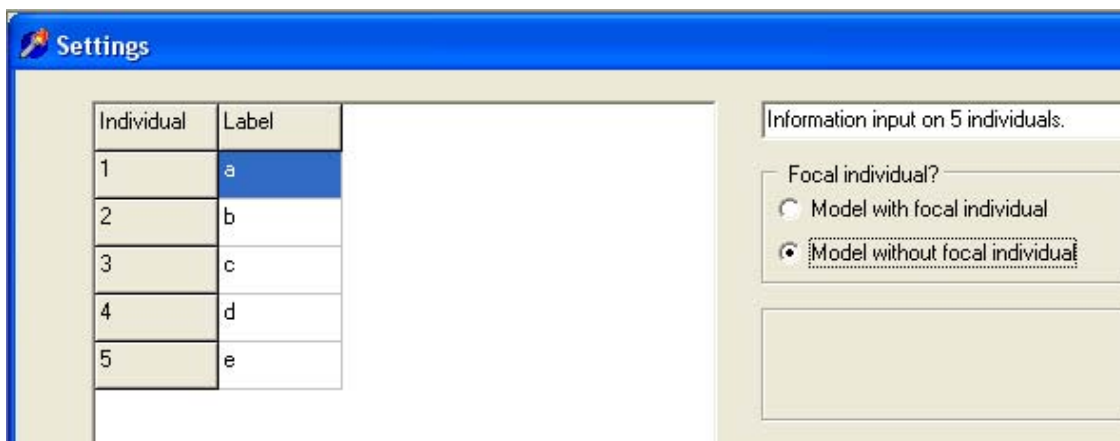 Settings
Individual Label
1 a
2 b
3 c
4 d
5 e
Information input on 5 individuals.
Focal individual?
Model with focal individual
Model without focal individual